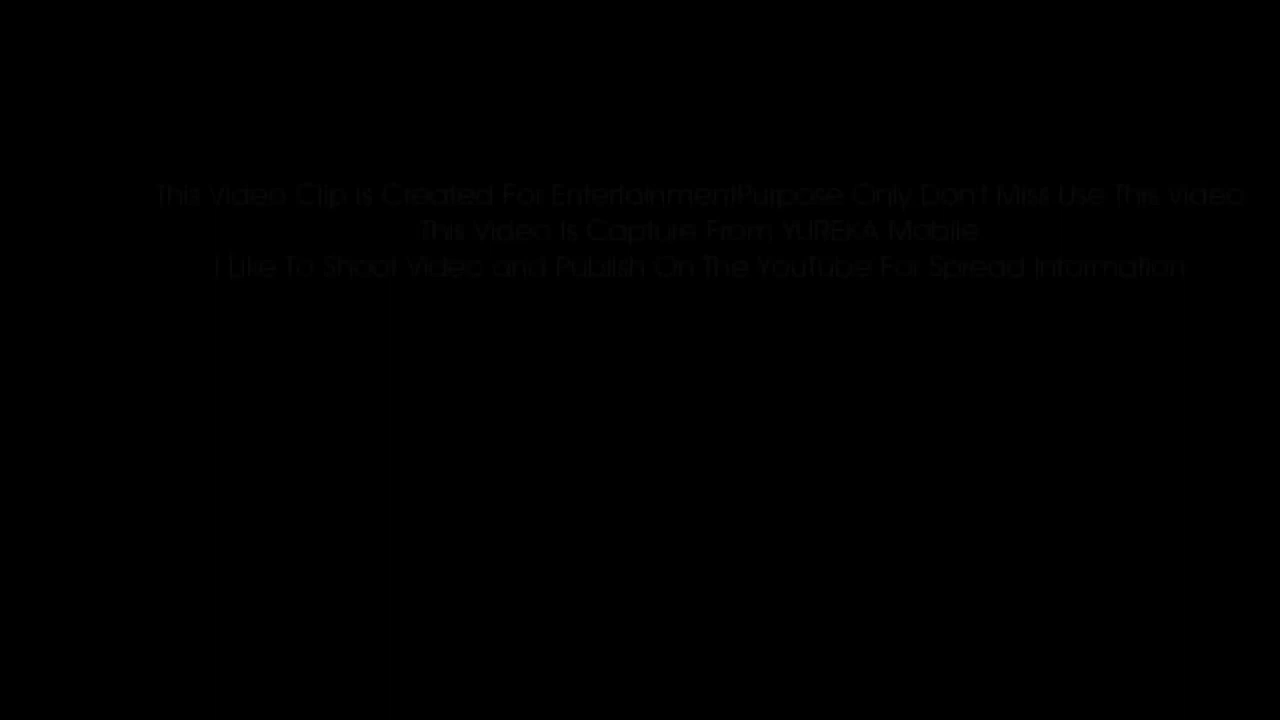 This Video Clip is Created For EntertainmentPurpose Only Don't Miss Use This video
This Video Is Capture From YUREKA Mobile
I Like To Shoot Video and Publish On The YouTube For Spread Information